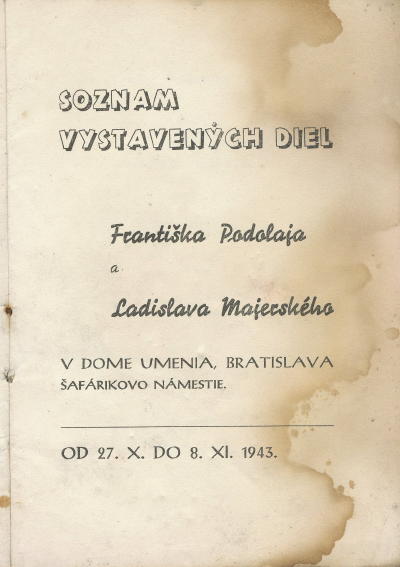 SOZNAM
VYSTAVENÝCH DIEL
Františka Podolaja
a
Ladislava Majerského
V DOME UMENIA, BRATISLAVA
ŠAFÁRIKOVO NÁMESTIE.
OD 27. X. DO 8. XI. 1943.